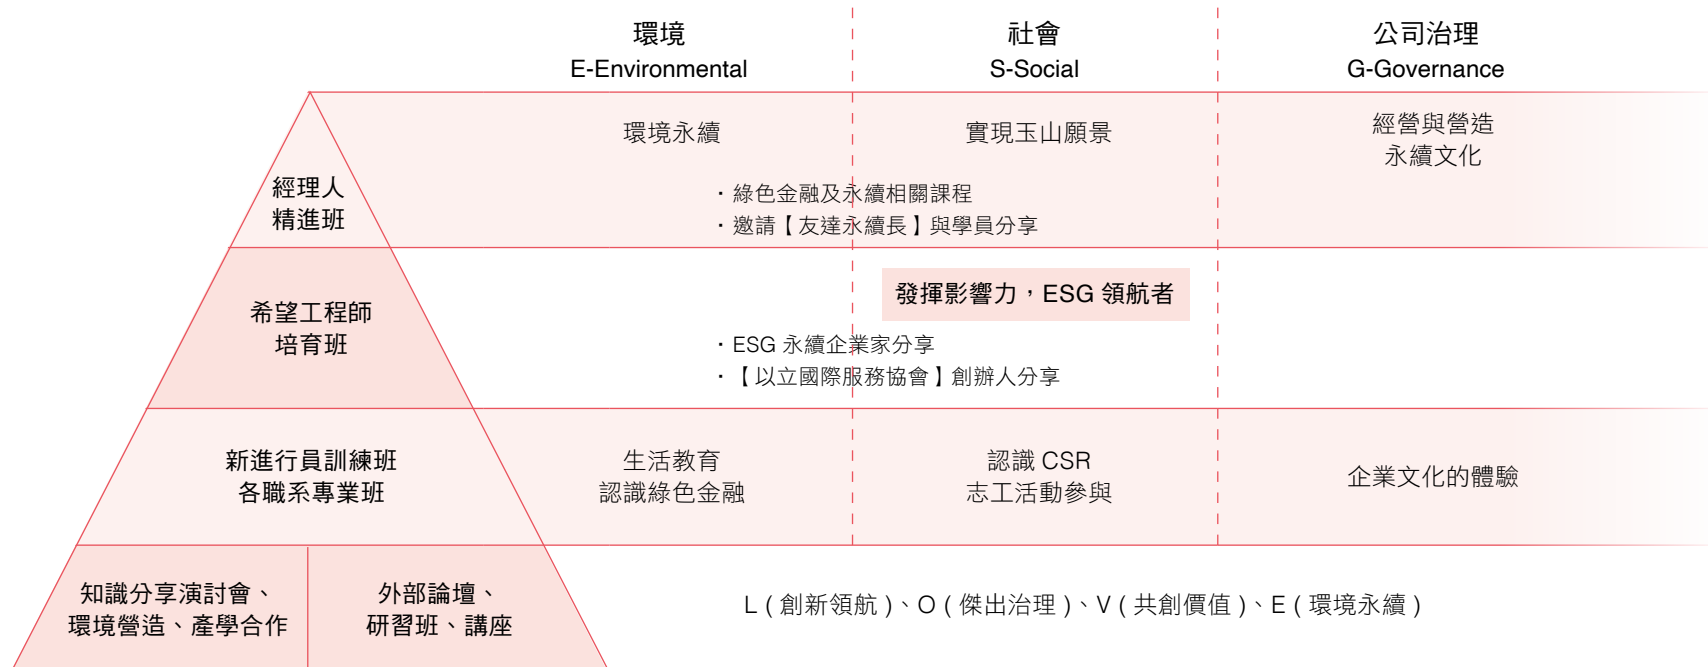 環境
E-Environmental
社會
S-Social
公司治理
G-Governance
經理人
精進班
環境永續
實現玉山願景
經營與營造
永續文化
・綠色金融及永續相關課程
・邀請【友達永續長】與學員分享
希望工程師
培育班
發揮影響力，ESG 領航者
・ESG 永續企業家分享
・【以立國際服務協會】創辦人分享
新進行員訓練班
各職系專業班
生活教育
認識綠色金融
認識 CSR
志工活動參與
企業文化的體驗
知識分享演討會、
環境營造、產學合作
外部論壇、
研習班、講座
L ( 創新領航 )、O ( 傑出治理 )、V ( 共創價值 )、E ( 環境永續 )